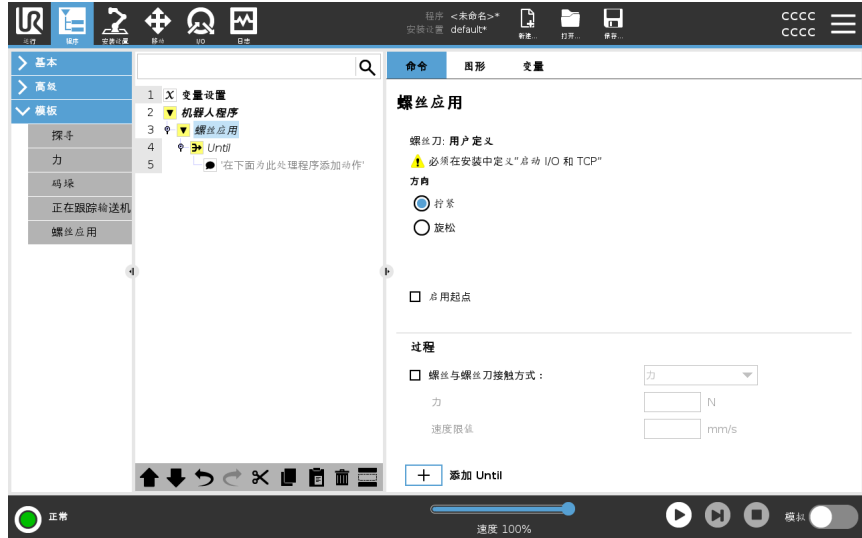 UR
运行 程序 安装设置 移动 I/O 日志
程序 <未命名>*
安装设置 default*
新建... 打开... 保存...
cccc
cccc
基本
高级
模板
探寻
力
码垛
正在跟踪输送机
螺丝应用
1 X 变量设置
2 机器人程序
3 螺丝应用
4 Until
5 '在下面为此处理程序添加动作'
命令 图形 变量
螺丝应用
螺丝刀: 用户定义
必须在安装中定义"启动 I/O 和 TCP"
方向
拧紧
旋松
启用起点
过程
螺丝与螺丝刀接触方式： 力
力 N
速度限值 mm/s
+ 添加 Until
正常
速度 100%
模拟